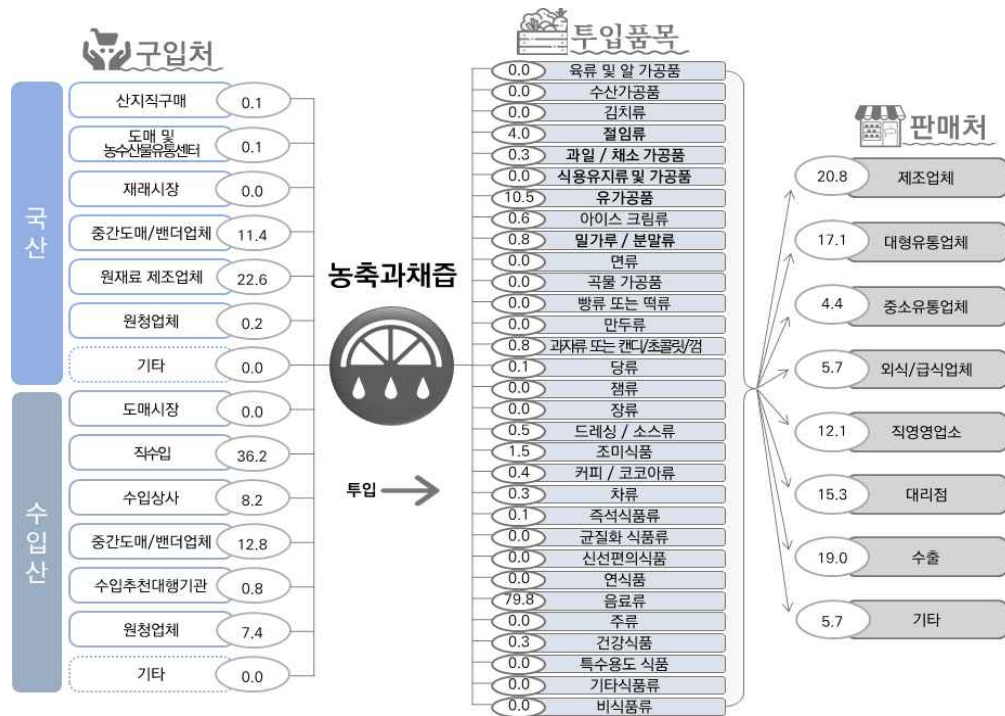 구입처
국산
산지직구매 0.1
도매 및
농수산물유통센터 0.1
재래시장 0.0
중간도매/밴더업체 11.4
원재료 제조업체 22.6
원청업체 0.2
기타 0.0
수입산
도매시장 0.0
직수입 36.2
수입상사 8.2
중간도매/밴더업체 12.8
수입추천대행기관 0.8
원청업체 7.4
기타 0.0
농축과채즙
투입
투입품목
0.0 육류 및 알 가공품
0.0 수산가공품
0.0 김치류
4.0 절임류
0.3 과일 / 채소 가공품
0.0 식용유지류 및 가공품
10.5 유가공품
0.6 아이스 크림류
0.8 밀가루 / 분말류
0.0 면류
0.0 곡물 가공품
0.0 빵류 또는 떡류
0.0 만두류
0.8 과자류 또는 캔디/초콜릿/껌
0.1 당류
0.0 잼류
0.0 장류
0.5 드레싱 / 소스류
1.5 조미식품
0.4 커피 / 코코아류
0.3 차류
0.1 즉석식품류
0.0 균질화 식품류
0.0 신선편의식품
0.0 연식품
79.8 음료류
0.0 주류
0.3 건강식품
0.0 특수용도 식품
0.0 기타식품류
0.0 비식품류
판매처
20.8 제조업체
17.1 대형유통업체
4.4 중소유통업체
5.7 외식/급식업체
12.1 직영영업소
15.3 대리점
19.0 수출
5.7 기타